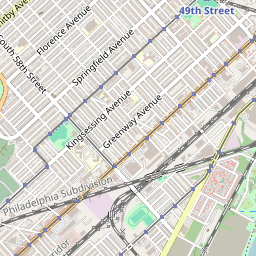 49th Street
Florence Avenue
South 58th Street
Springfield Avenue
Kingsessing Avenue
Greenway Avenue
Philadelphia Subdivision